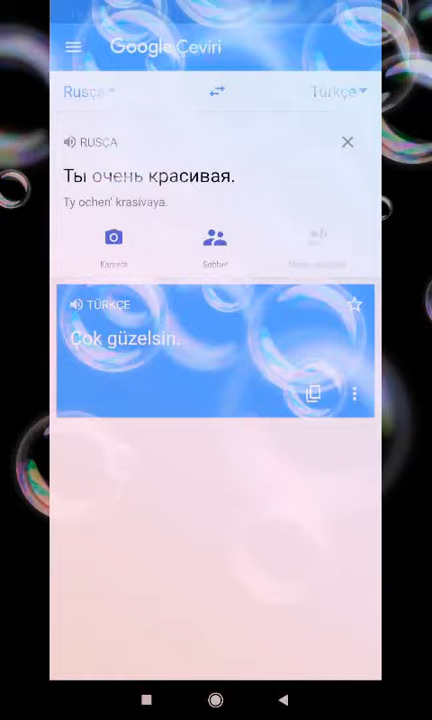 Google Çeviri
Rusça Türkçe
RUSÇA
Ты очень красивая.
Ty ochen' krasivaya.
Kamera Sohbet
TÜRKÇE
Çok güzelsin.